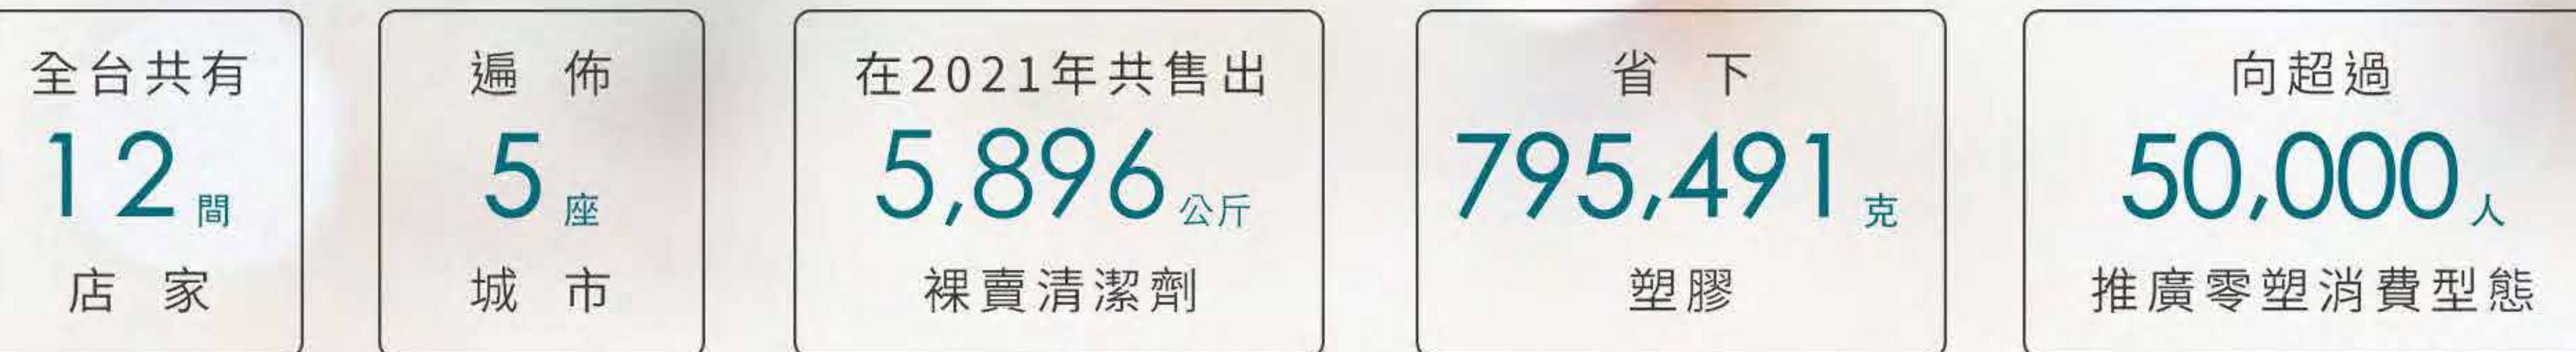 全台共有
12間
店家
遍佈
5座
城市
在2021年共售出
5,896公斤
裸賣清潔劑
省下
795,491克
塑膠
向超過
50,000人
推廣零塑消費型態